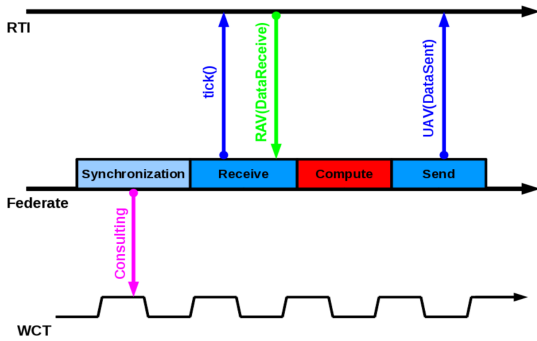 RTI
tick()
RAV(DataReceive)
UAV(DataSent)
Synchronization
Receive
Compute
Send
Federate
Consulting
WCT